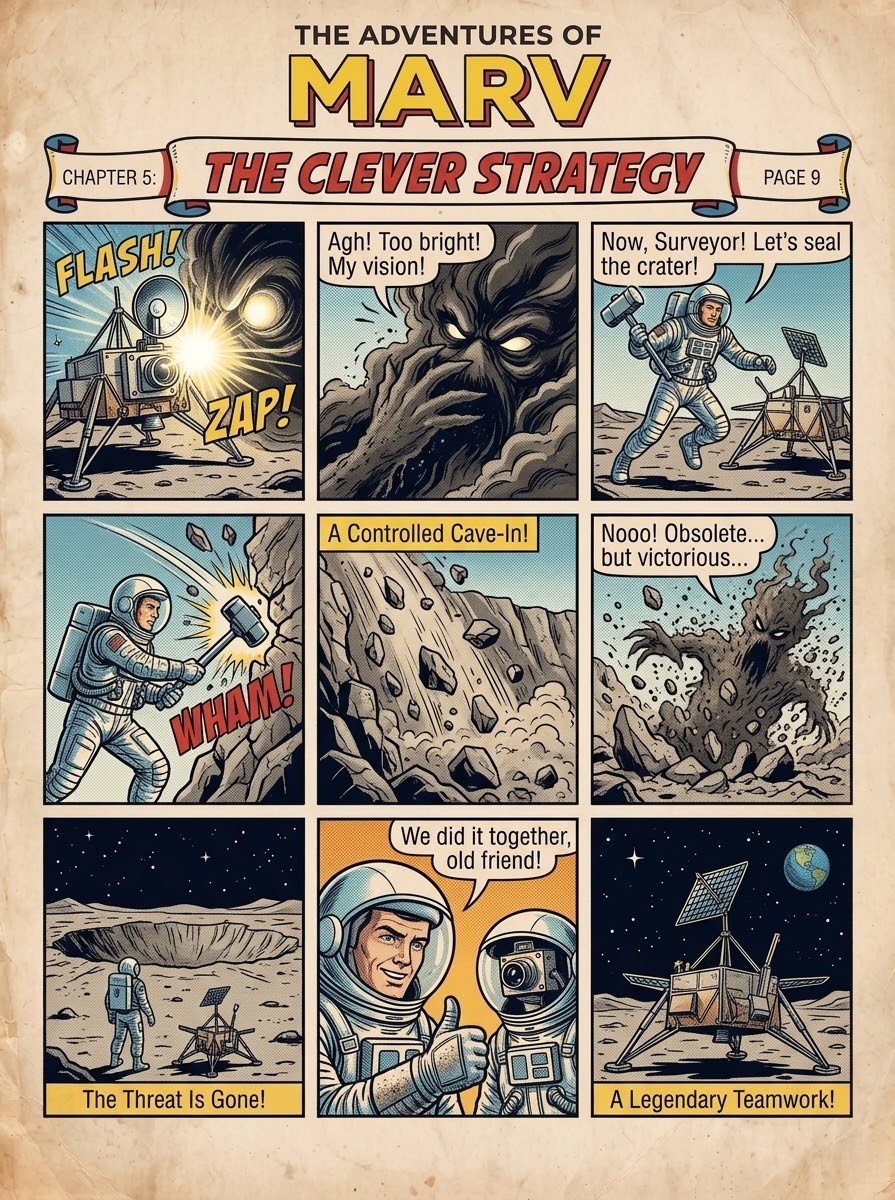 THE ADVENTURES OF
MARV
CHAPTER 5:
THE CLEVER STRATEGY
PAGE 9
FLASH!
ZAP!
Agh! Too bright!
My vision!
Now, Surveyor! Let's seal
the crater!
WHAM!
A Controlled Cave-In!
Nooo! Obsolete...
but victorious...
The Threat Is Gone!
We did it together,
old friend!
A Legendary Teamwork!